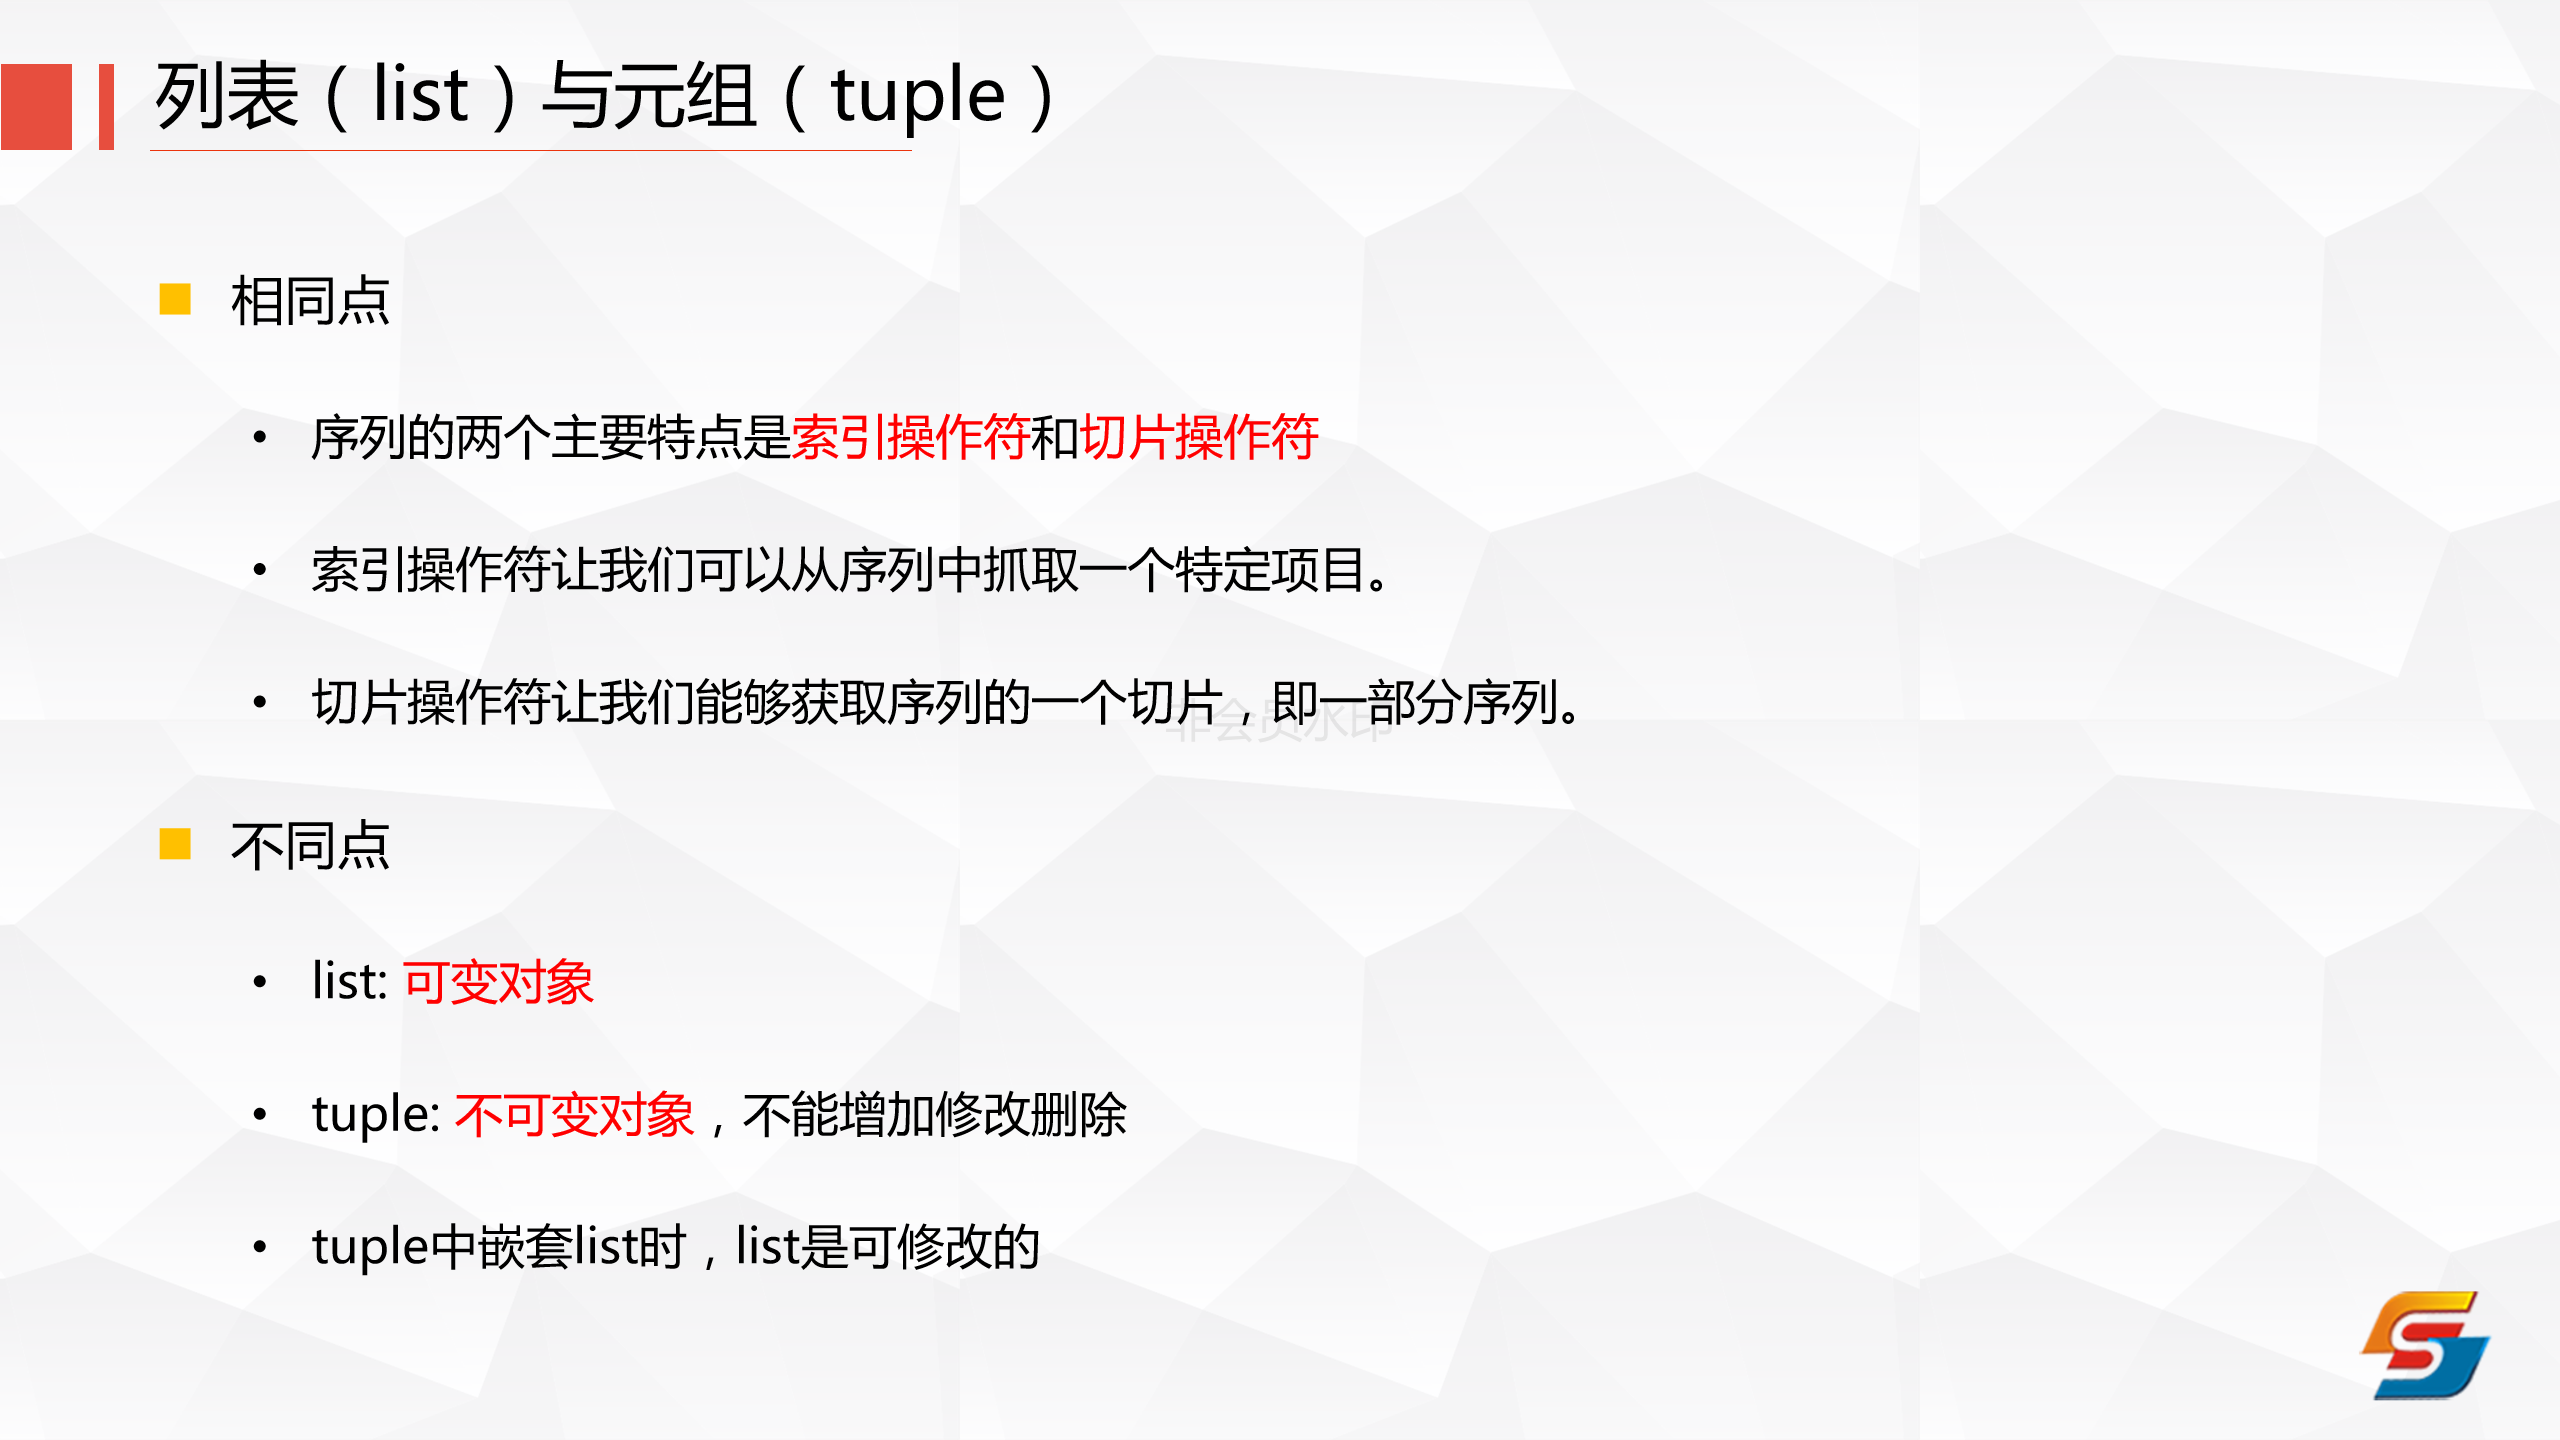 列表（list）与元组（tuple）
相同点
序列的两个主要特点是索引操作符和切片操作符
索引操作符让我们可以从序列中抓取一个特定项目。
切片操作符让我们能够获取序列的一个切片，即一部分序列。
非会员水印
不同点
list: 可变对象
tuple: 不可变对象，不能增加修改删除
tuple中嵌套list时，list是可修改的